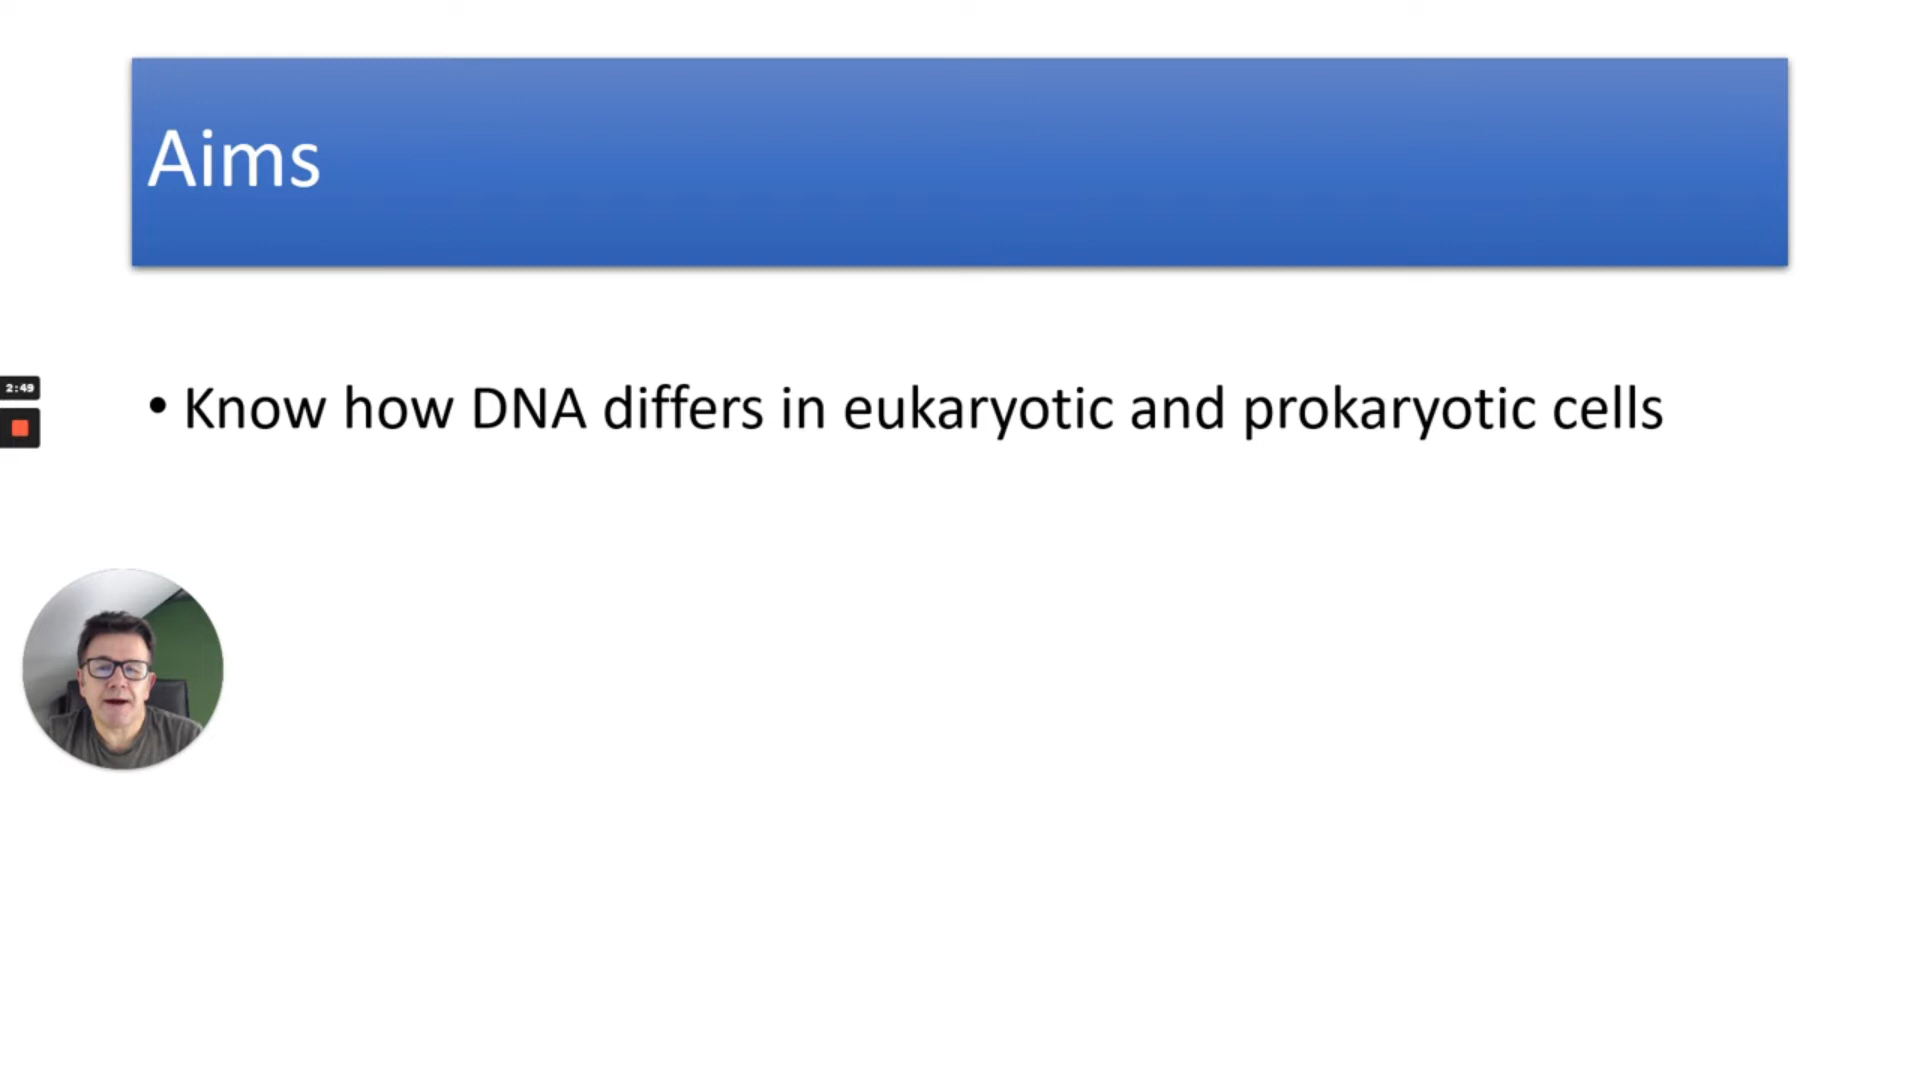 Aims
2:49
• Know how DNA differs in eukaryotic and prokaryotic cells